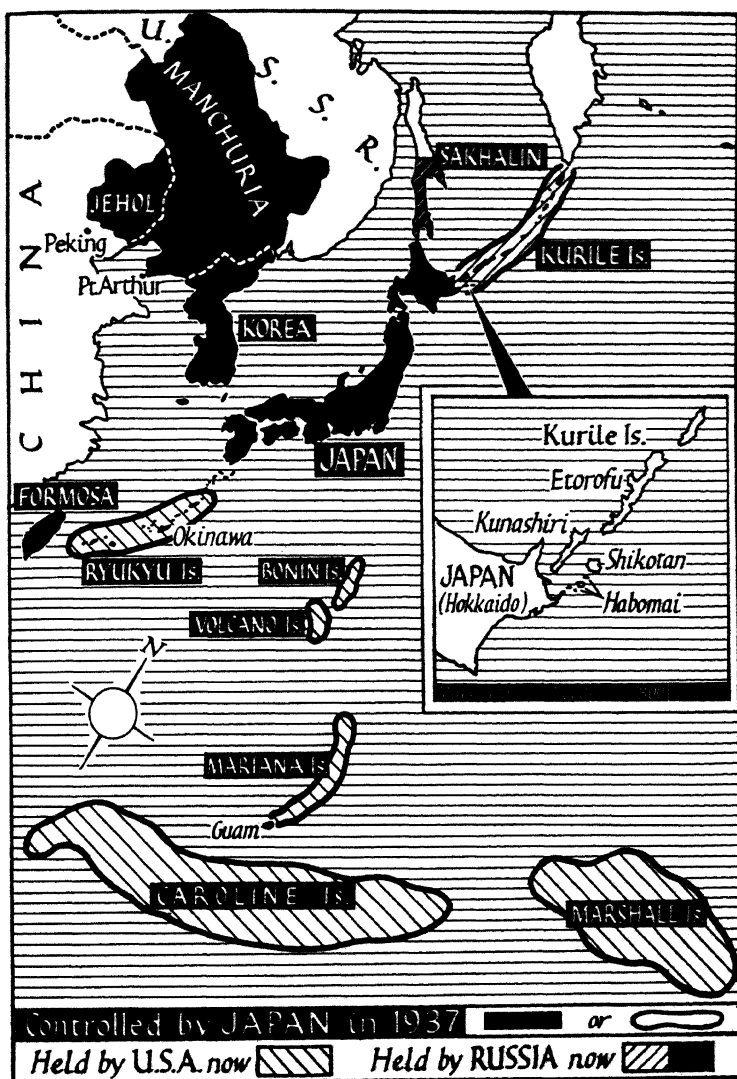 U. S. S. R.
MANCHURIA
SAKHALIN
JEHOL
Peking
KURILE Is.
Pt. Arthur
CHINA
KOREA
JAPAN
Kurile Is.
Etorofu
FORMOSA
Okinawa
Kunashiri
RYUKYU Is
BONIN Is
Shikotan
JAPAN
(Hokkaido)
Habomai
VOLCANO Is
N
MARIANA Is
Guam
CAROLINE Is
MARSHALL Is
Controlled by JAPAN in 1937 or
Held by U.S.A. now Held by RUSSIA now